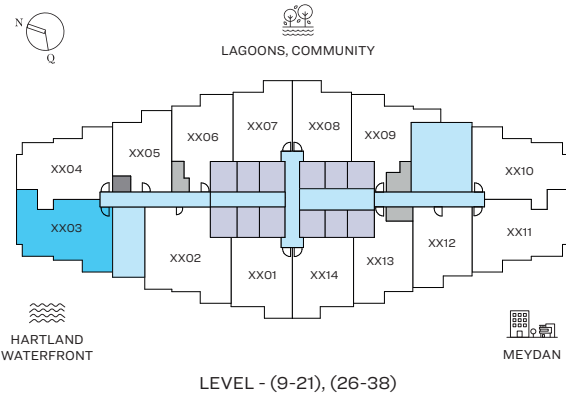 N
Q
LAGOONS, COMMUNITY
XX07
XX08
XX06
XX09
XX05
XX04
XX10
XX03
XX11
XX12
XX02
XX13
XX01
XX14
HARTLAND
WATERFRONT
MEYDAN
LEVEL - (9-21), (26-38)